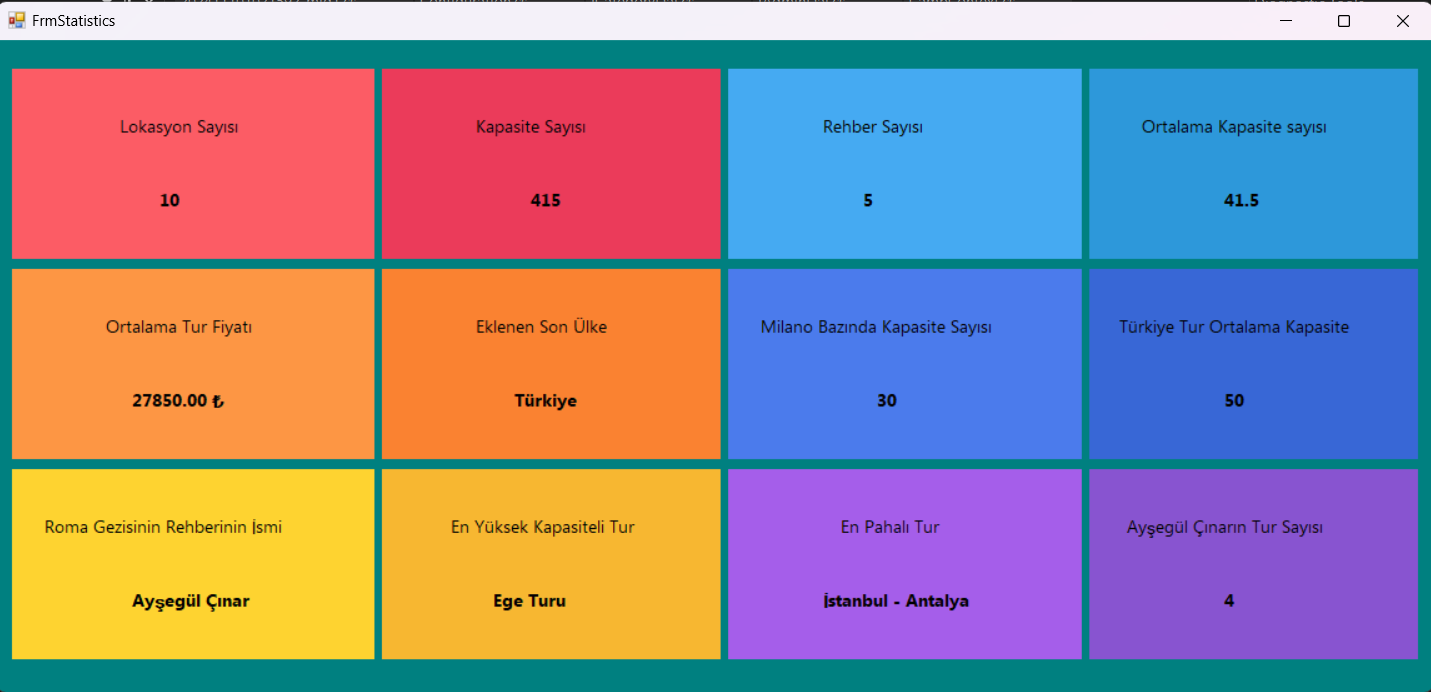 FrmStatistics
Lokasyon Sayısı
10
Kapasite Sayısı
415
Rehber Sayısı
5
Ortalama Kapasite sayısı
41.5
Ortalama Tur Fiyatı
27850.00 ₺
Eklenen Son Ülke
Türkiye
Milano Bazında Kapasite Sayısı
30
Türkiye Tur Ortalama Kapasite
50
Roma Gezisinin Rehberinin İsmi
Ayşegül Çınar
En Yüksek Kapasiteli Tur
Ege Turu
En Pahalı Tur
İstanbul - Antalya
Ayşegül Çınarın Tur Sayısı
4